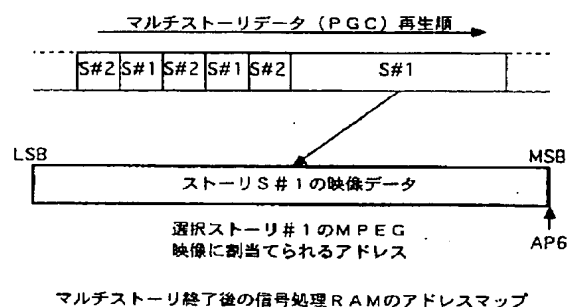 マルチストーリデータ（PGC）再生順
S#2 S#1 S#2 S#1 S#2 S#1
LSB MSB
ストーリS#1の映像データ
選択ストーリ#1のMPEG
映像に割当てられるアドレス
AP6
マルチストーリ終了後の信号処理RAMのアドレスマップ